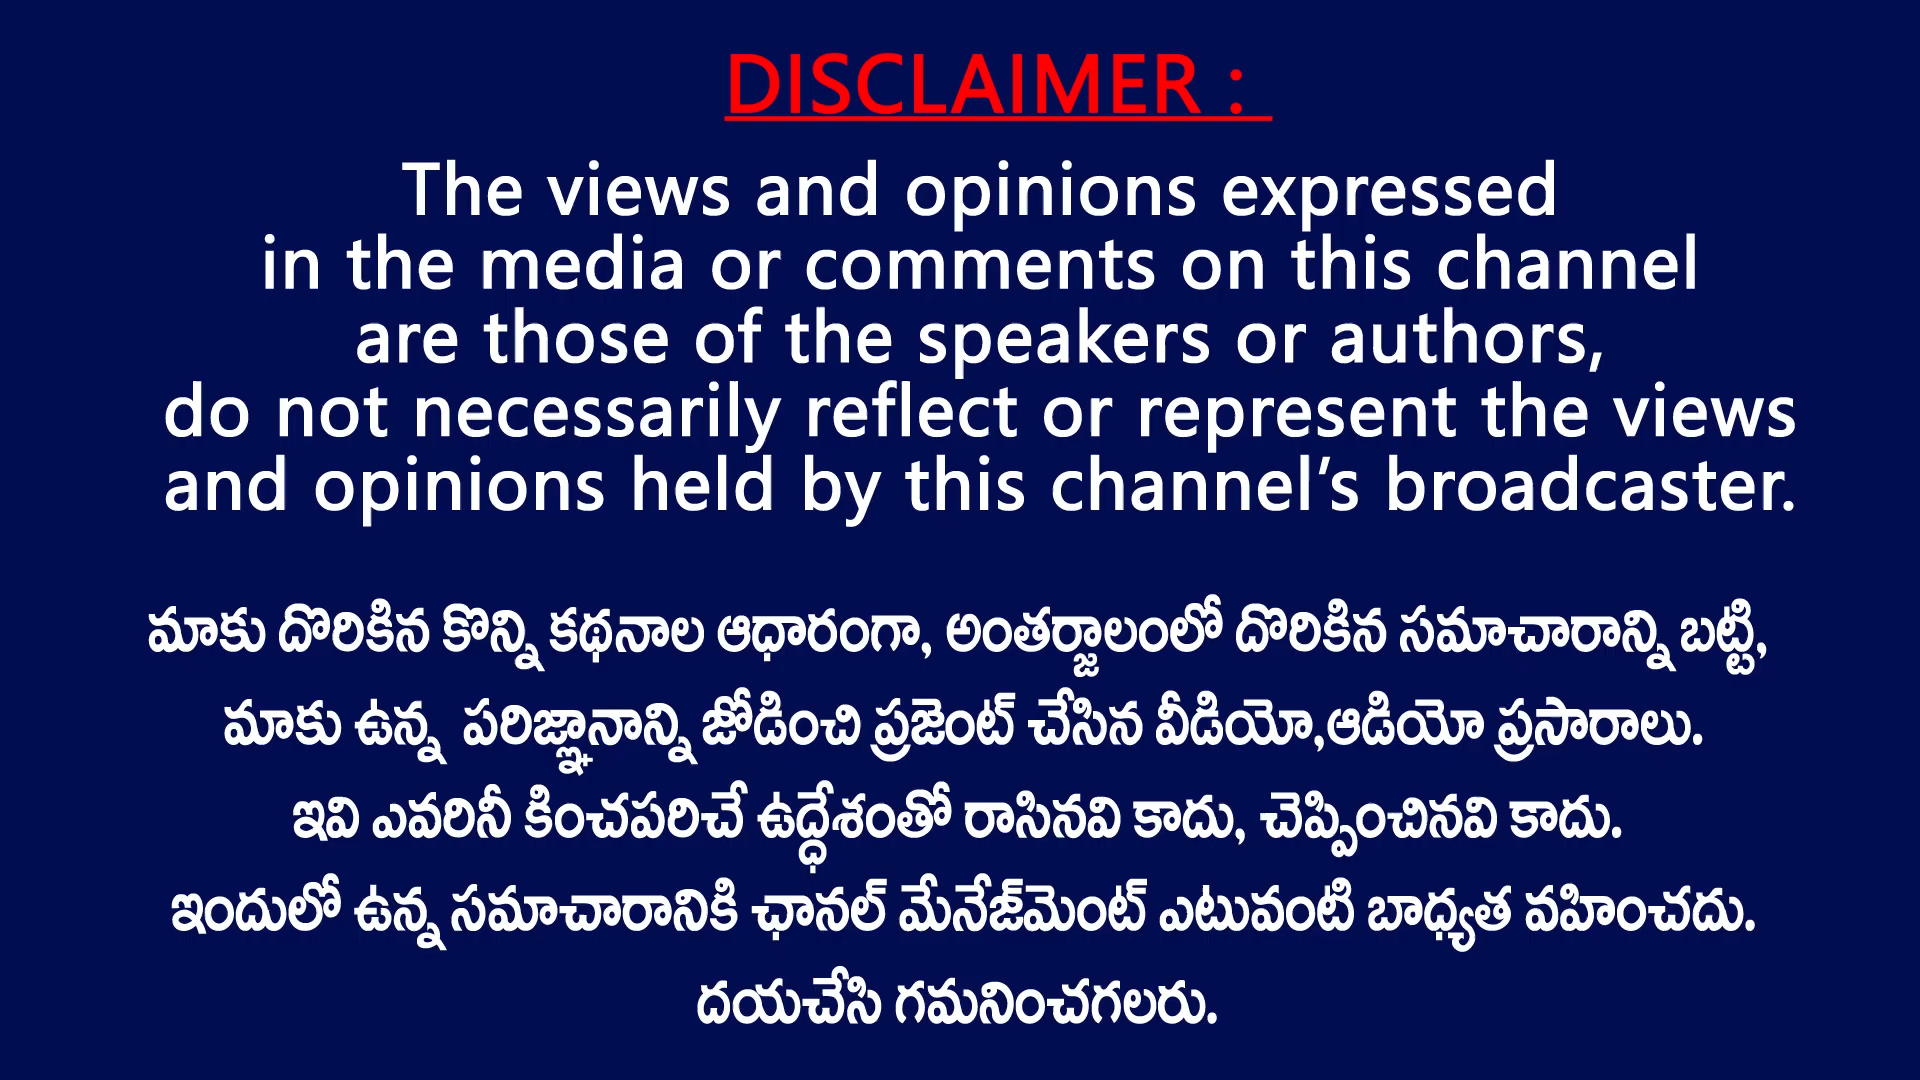 DISCLAIMER :
The views and opinions expressed
in the media or comments on this channel
are those of the speakers or authors,
do not necessarily reflect or represent the views
and opinions held by this channel’s broadcaster.
మాకు దొరికిన కొన్ని కథనాల ఆధారంగా, అంతర్జాలంలో దొరికిన సమాచారాన్ని బట్టి,
మాకు ఉన్న పరిజ్ఞానాన్ని జోడించి ప్రజెంట్ చేసిన వీడియో,ఆడియో ప్రసారాలు.
ఇవి ఎవరినీ కించపరిచే ఉద్ధేశంతో రాసినవి కాదు, చెప్పించినవి కాదు.
ఇందులో ఉన్న సమాచారానికి ఛానల్ మేనేజ్‌మెంట్ ఎటువంటి బాధ్యత వహించదు.
దయచేసి గమనించగలరు.